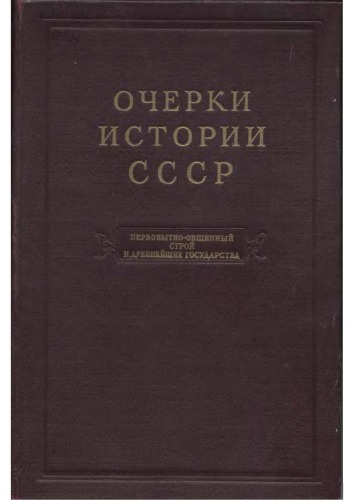 ОЧЕРКИ
ИСТОРИИ
СССР
ПЕРВОБЫТНО-ОБЩИННЫЙ
СТРОЙ
И ДРЕВНЕЙШИЕ ГОСУДАРСТВА